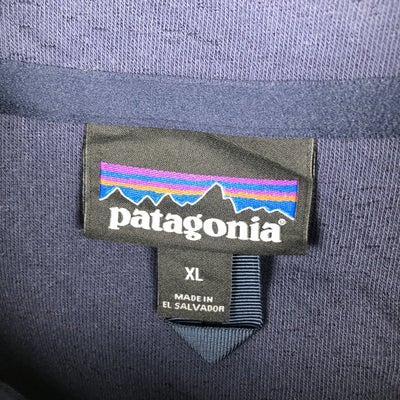 patagonia®
XL
MADE IN
EL SALVADOR